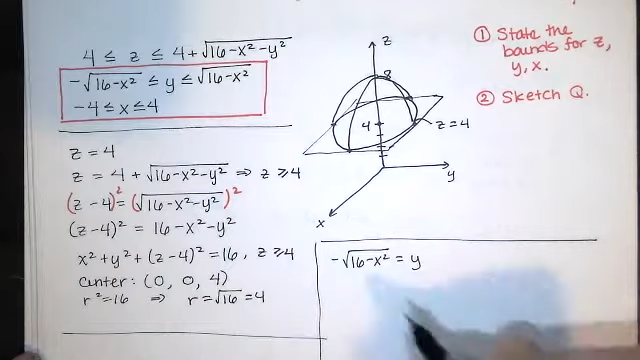 4 ≤ z ≤ 4 + √16-x²-y²
-√16-x² ≤ y ≤ √16-x²
-4 ≤ x ≤ 4
z = 4
z = 4 + √16-x²-y² ⇒ z ≥ 4
(z - 4)² = (√16-x²-y²)²
(z - 4)² = 16 - x² - y²
x² + y² + (z - 4)² = 16, z ≥ 4
center: (0, 0, 4)
r² = 16 ⇒ r = √16 = 4
z
8
4
z = 4
y
x
① State the
bounds for z,
y, x.
② Sketch Q.
-√16-x² = y